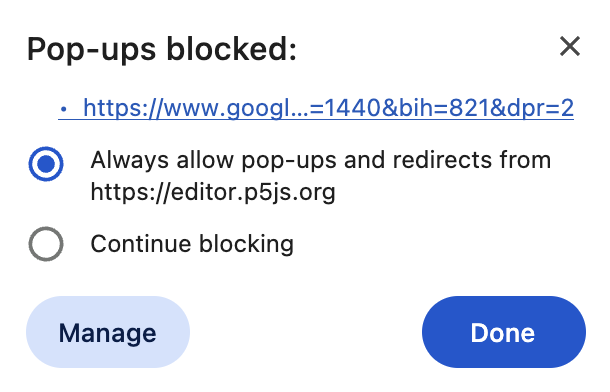 Pop-ups blocked:
• https://www.googl...=1440&bih=821&dpr=2
Always allow pop-ups and redirects from
https://editor.p5js.org
Continue blocking
Manage
Done